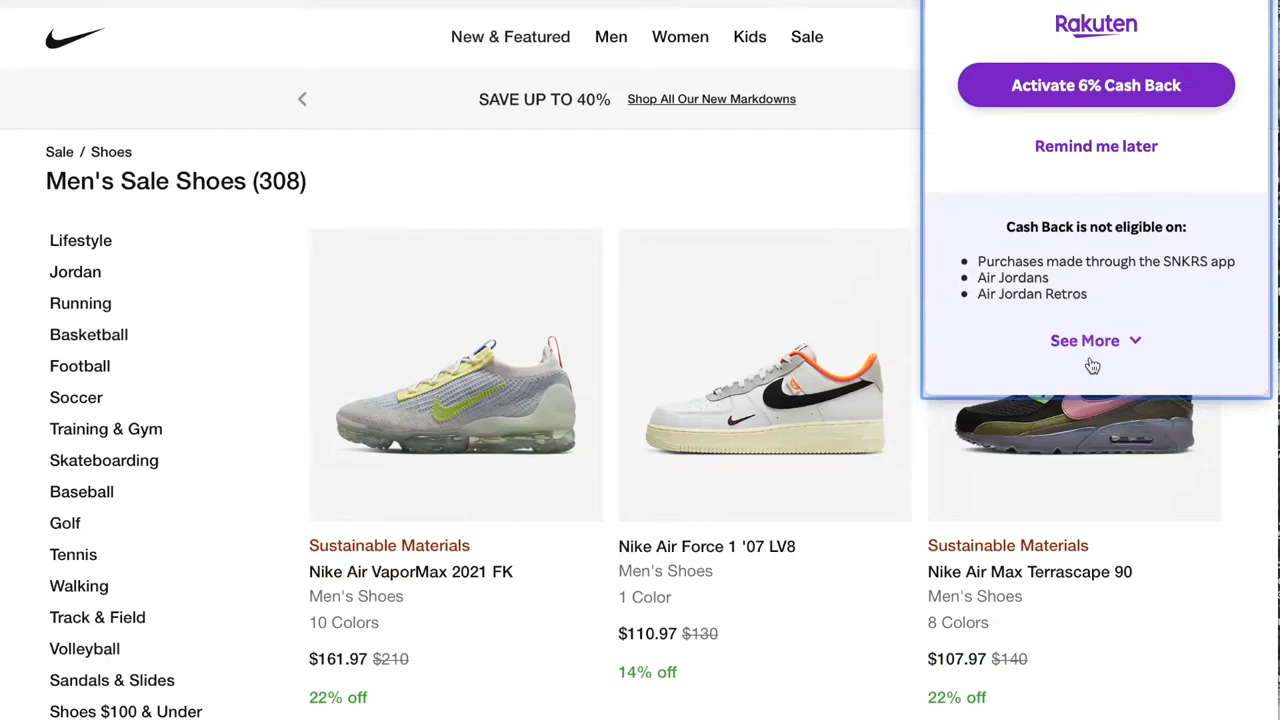 New & Featured Men Women Kids Sale
SAVE UP TO 40% Shop All Our New Markdowns
Sale / Shoes
Men's Sale Shoes (308)
Lifestyle
Jordan
Running
Basketball
Football
Soccer
Training & Gym
Skateboarding
Baseball
Golf
Tennis
Walking
Track & Field
Volleyball
Sandals & Slides
Shoes $100 & Under
Sustainable Materials
Nike Air VaporMax 2021 FK
Men's Shoes
10 Colors
$161.97 $210
22% off
Nike Air Force 1 '07 LV8
Men's Shoes
1 Color
$110.97 $130
14% off
Sustainable Materials
Nike Air Max Terrascape 90
Men's Shoes
8 Colors
$107.97 $140
22% off
Rakuten
Activate 6% Cash Back
Remind me later
Cash Back is not eligible on:
• Purchases made through the SNKRS app
• Air Jordans
• Air Jordan Retros
See More